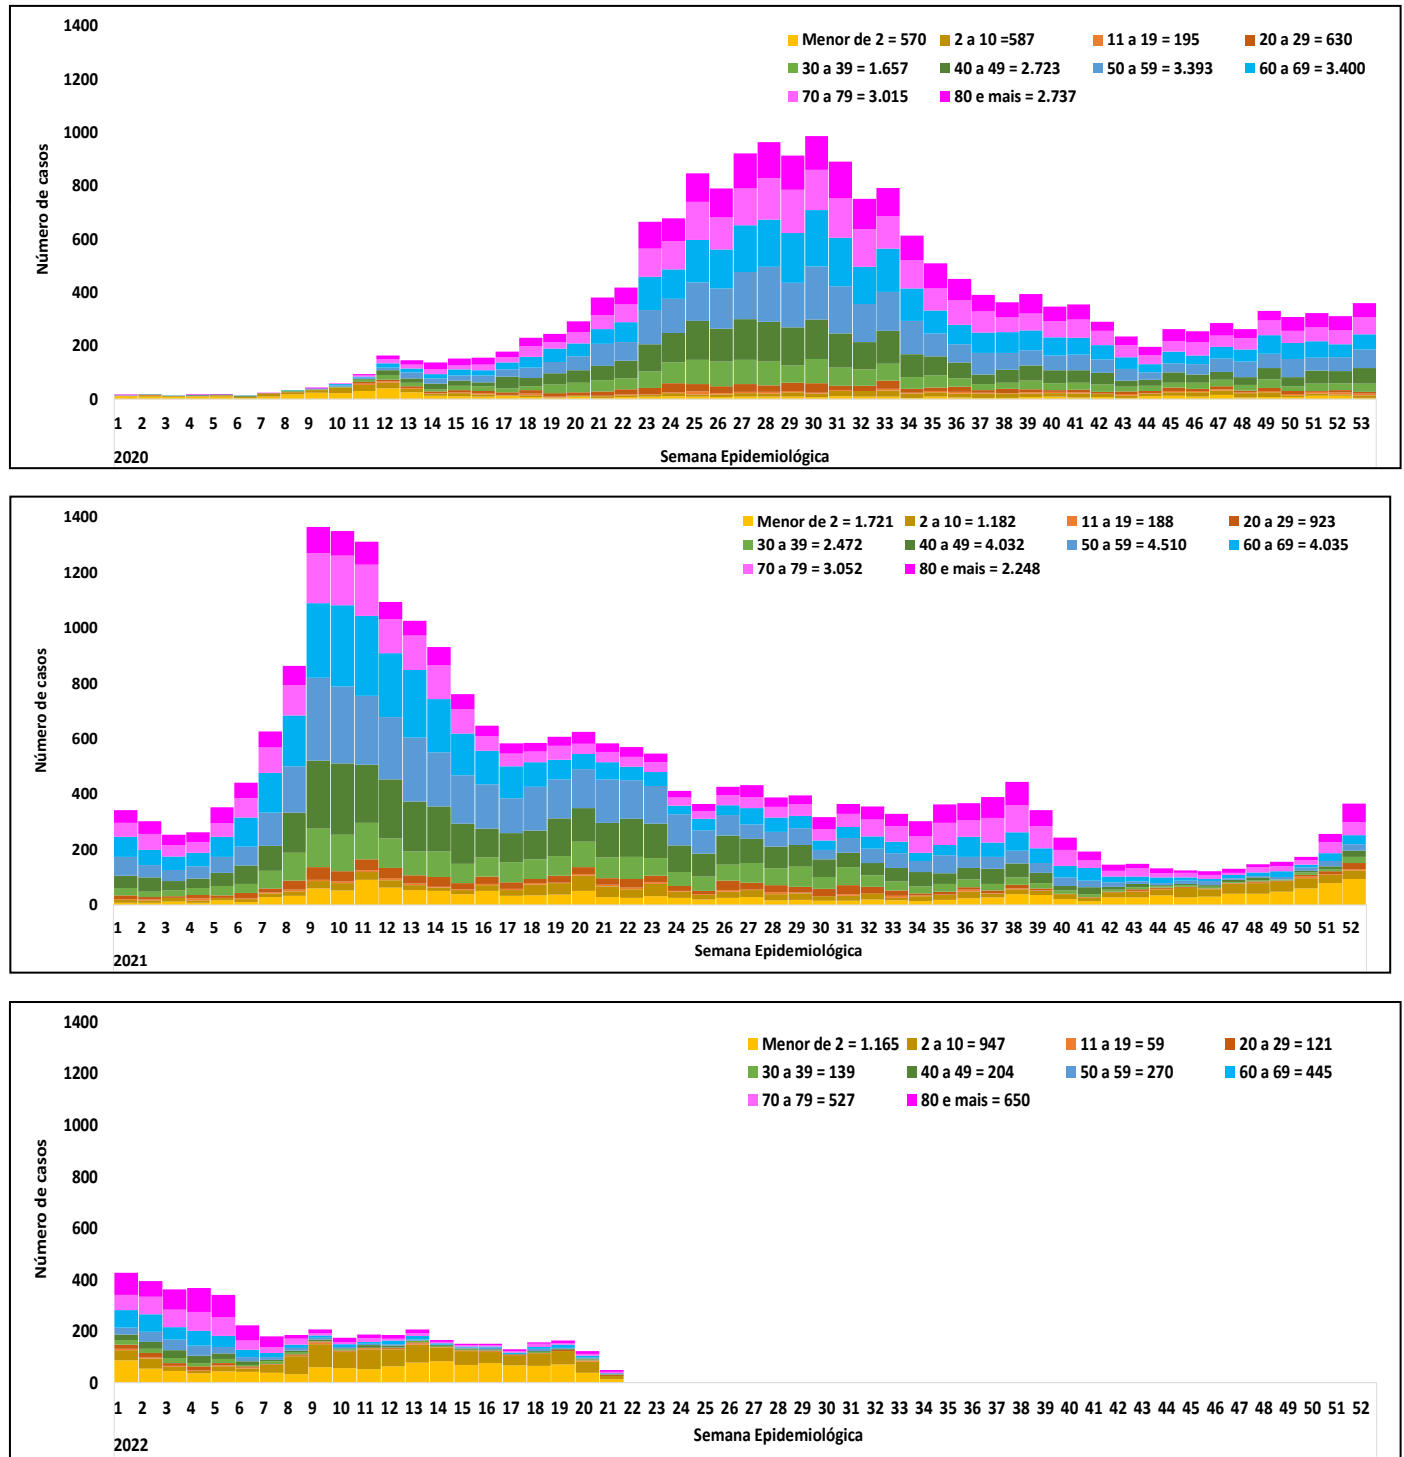 1400
Menor de 2 = 570 2 a 10 =587 11 a 19 = 195 20 a 29 = 630
30 a 39 = 1.657 40 a 49 = 2.723 50 a 59 = 3.393 60 a 69 = 3.400
70 a 79 = 3.015 80 e mais = 2.737
1200
1000
800
600
400
200
0
Número de casos
1 2 3 4 5 6 7 8 9 10 11 12 13 14 15 16 17 18 19 20 21 22 23 24 25 26 27 28 29 30 31 32 33 34 35 36 37 38 39 40 41 42 43 44 45 46 47 48 49 50 51 52 53
2020
Semana Epidemiológica
1400
Menor de 2 = 1.721 2 a 10 = 1.182 11 a 19 = 188 20 a 29 = 923
30 a 39 = 2.472 40 a 49 = 4.032 50 a 59 = 4.510 60 a 69 = 4.035
70 a 79 = 3.052 80 e mais = 2.248
1200
1000
800
600
400
200
0
Número de casos
1 2 3 4 5 6 7 8 9 10 11 12 13 14 15 16 17 18 19 20 21 22 23 24 25 26 27 28 29 30 31 32 33 34 35 36 37 38 39 40 41 42 43 44 45 46 47 48 49 50 51 52
Semana Epidemiológica
2021
1400
Menor de 2 = 1.165 2 a 10 = 947 11 a 19 = 59 20 a 29 = 121
30 a 39 = 139 40 a 49 = 204 50 a 59 = 270 60 a 69 = 445
70 a 79 = 527 80 e mais = 650
1200
1000
800
600
400
200
0
Número de casos
1 2 3 4 5 6 7 8 9 10 11 12 13 14 15 16 17 18 19 20 21 22 23 24 25 26 27 28 29 30 31 32 33 34 35 36 37 38 39 40 41 42 43 44 45 46 47 48 49 50 51 52
Semana Epidemiológica
2022